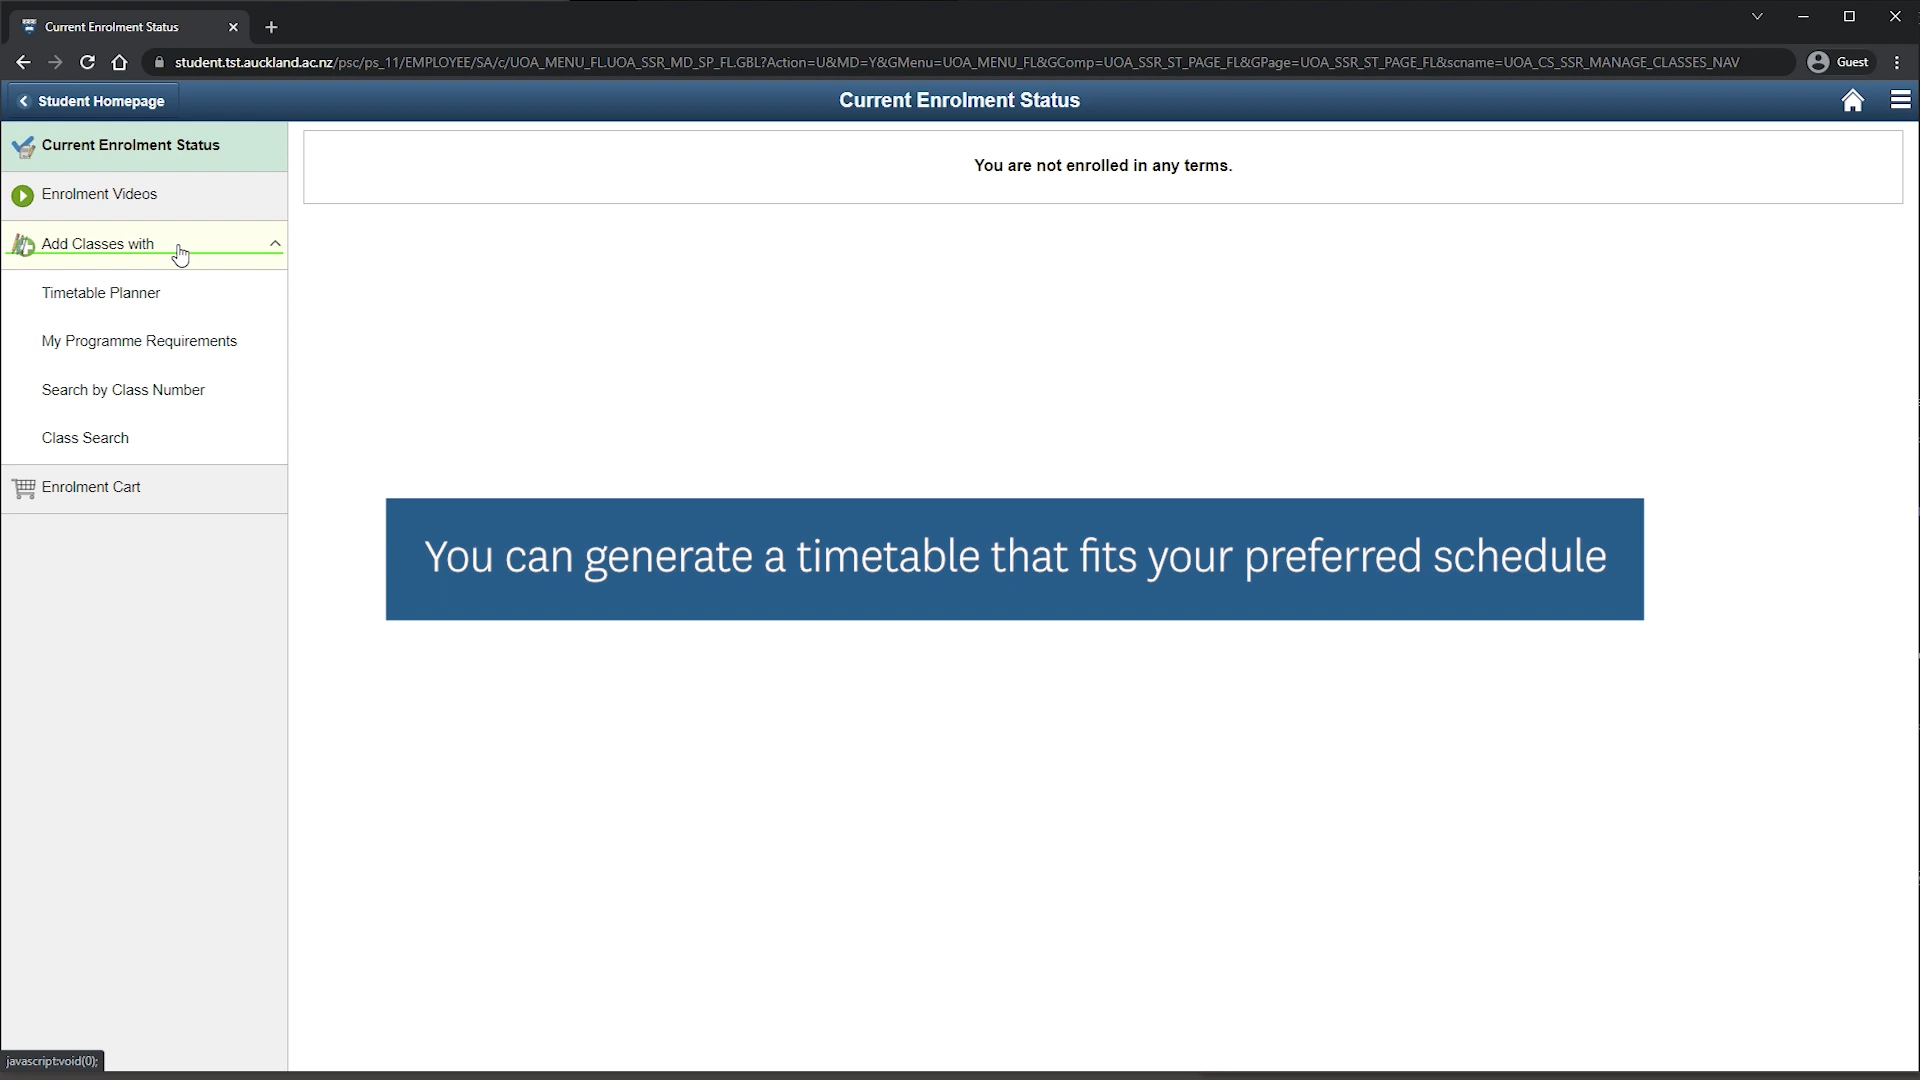 Current Enrolment Status
student.tst.auckland.ac.nz/psc/ps_11/EMPLOYEE/SA/c/UOA_MENU_FL.UOA_SSR_MD_SP_FL.GBL?Action=U&MD=Y&GMenu=UOA_MENU_FL&GComp=UOA_SSR_ST_PAGE_FL&GPage=UOA_SSR_ST_PAGE_FL&scname=UOA_CS_SSR_MANAGE_CLASSES_NAV
Guest
Student Homepage
Current Enrolment Status
Current Enrolment Status
You are not enrolled in any terms.
Enrolment Videos
Add Classes with
Timetable Planner
My Programme Requirements
Search by Class Number
Class Search
Enrolment Cart
You can generate a timetable that fits your preferred schedule
javascript:void(0);